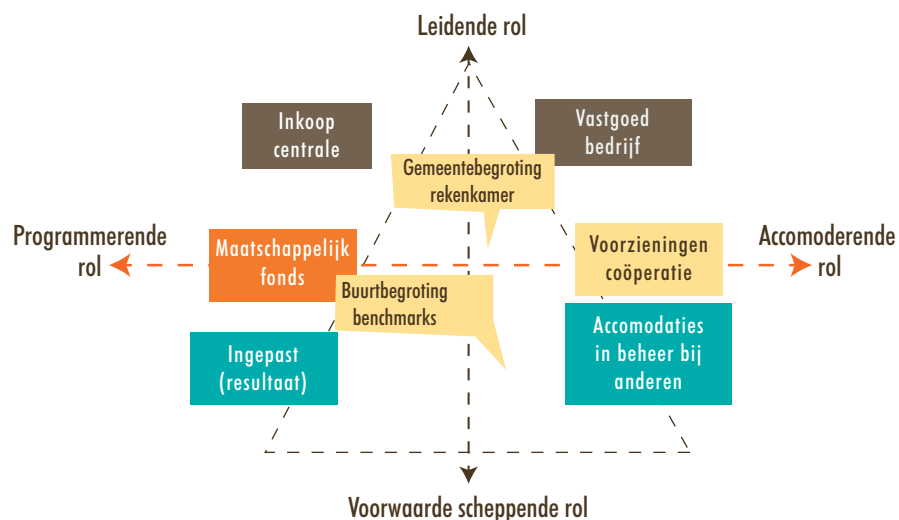 Leidende rol
Inkoop
centrale
Vastgoed
bedrijf
Gemeentebegroting
rekenkamer
Programmerende
rol
Maatschappelijk
fonds
Voorzieningen
coöperatie
Accomoderende
rol
Buurtbegroting
benchmarks
Ingepast
(resultaat)
Accomodaties
in beheer bij
anderen
Voorwaarde scheppende rol